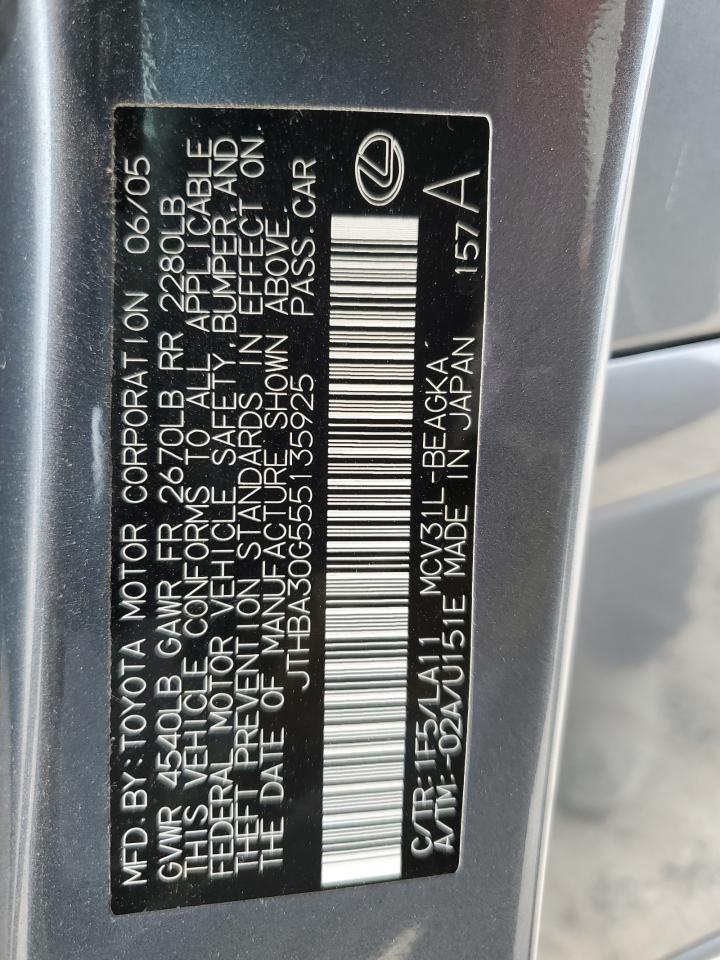 MFD.BY:TOYOTA MOTOR CORPORATION 06/05
GVWR 4540LB GAWR FR 2670LB RR 2280LB
THIS VEHICLE CONFORMS TO ALL APPLICABLE
FEDERAL MOTOR VEHICLE SAFETY,BUMPER,AND
THEFT PREVENTION STANDARDS IN EFFECT ON
THE DATE OF MANUFACTURE SHOWN ABOVE.
JTHBA30G555135925 PASS.CAR
C/TR:1F5/LA11 MCV31L-BEAGKA
A/TM:-02A/U151E MADE IN JAPAN 157A